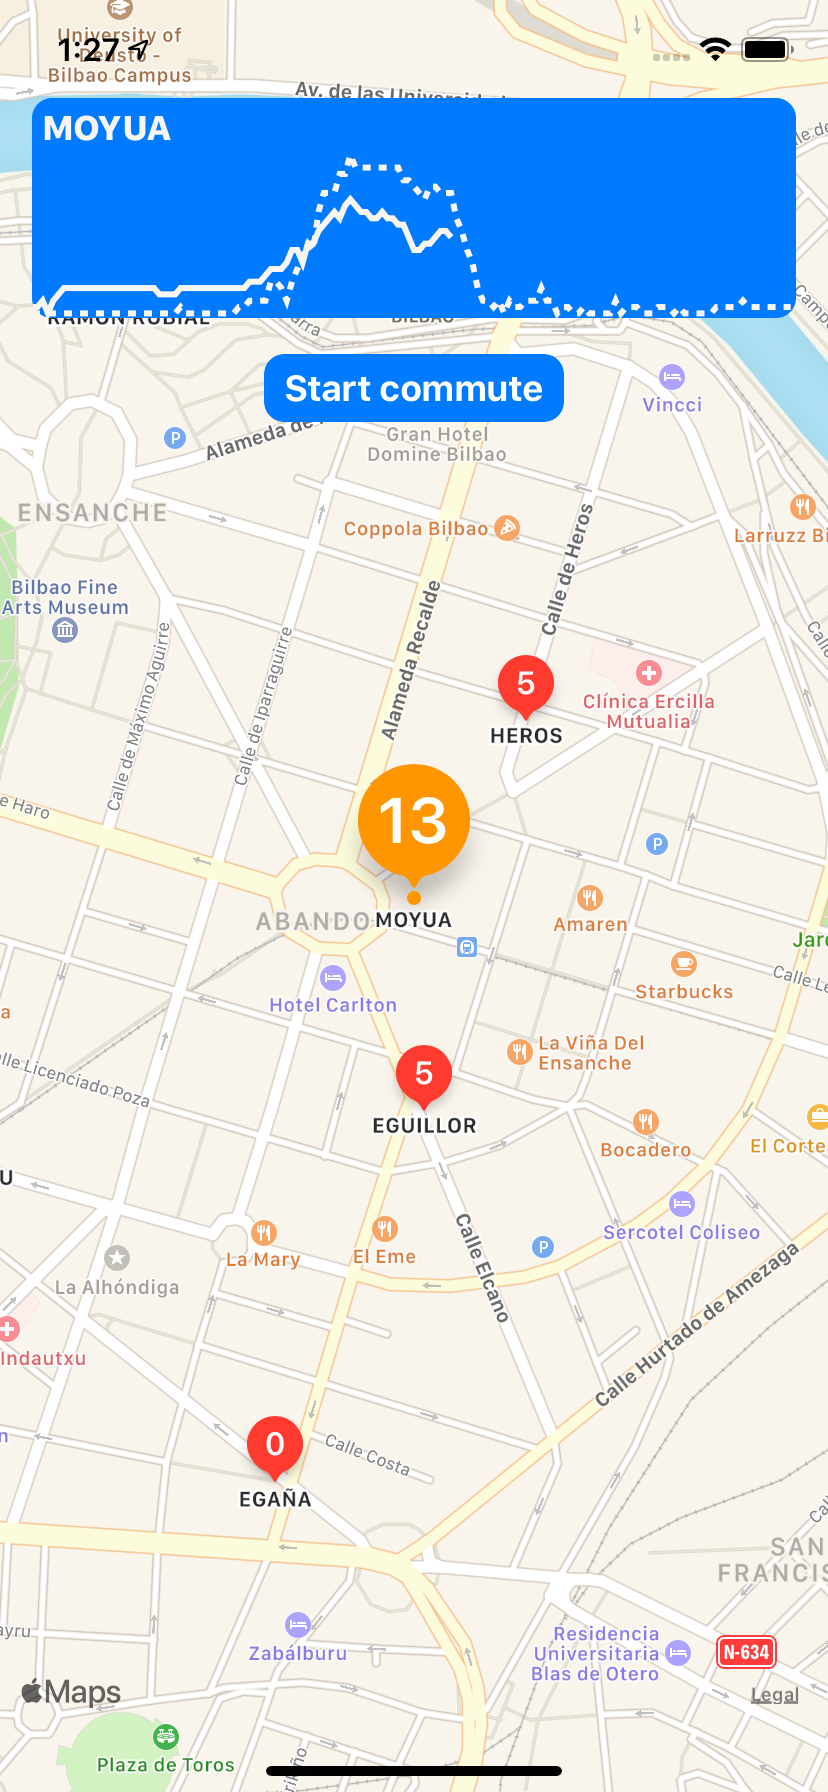 University of
Deusto -
Bilbao Campus
1:27
Av. de las
MOYUA
RAMON RUBIAL
BILBAO
Start commute
Vincci
P
Alameda de
Gran Hotel
Domine Bilbao
ENSANCHE
Coppola Bilbao
Calle de Heros
Larruzz Bi
Bilbao Fine
Arts Museum
Alameda Recalde
Calle de Máximo Aguirre
Calle de Iparraguirre
5
HEROS
Clínica Ercilla
Mutualia
e Haro
13
P
ABANDO
MOYUA
Amaren
Jard
Starbucks
Calle Le
Hotel Carlton
La Viña Del
Ensanche
alle Licenciado Poza
5
EGUILLOR
Bocadero
El Corte
U
Sercotel Coliseo
La Mary
El Eme
P
Calle Elcano
La Alhóndiga
Calle Hurtado de Amezaga
Indautxu
0
EGAÑA
Calle Costa
SAN
FRANCIS
Zabálburu
Residencia
Universitaria
Blas de Otero
N-634
Maps
Legal
Plaza de Toros